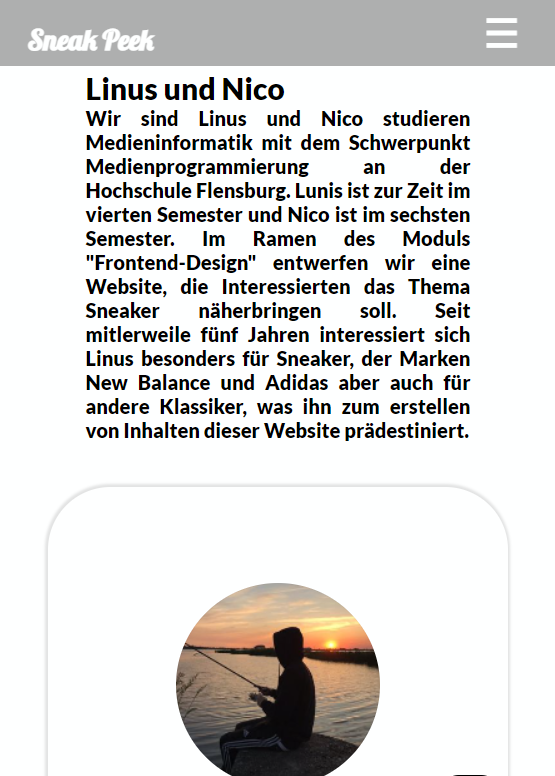 Sneak Peek
Linus und Nico
Wir sind Linus und Nico studieren
Medieninformatik mit dem Schwerpunkt
Medienprogrammierung an der
Hochschule Flensburg. Lunis ist zur Zeit im
vierten Semester und Nico ist im sechsten
Semester. Im Ramen des Moduls
"Frontend-Design" entwerfen wir eine
Website, die Interessierten das Thema
Sneaker näherbringen soll. Seit
mitlerweile fünf Jahren interessiert sich
Linus besonders für Sneaker, der Marken
New Balance und Adidas aber auch für
andere Klassiker, was ihn zum erstellen
von Inhalten dieser Website prädestiniert.